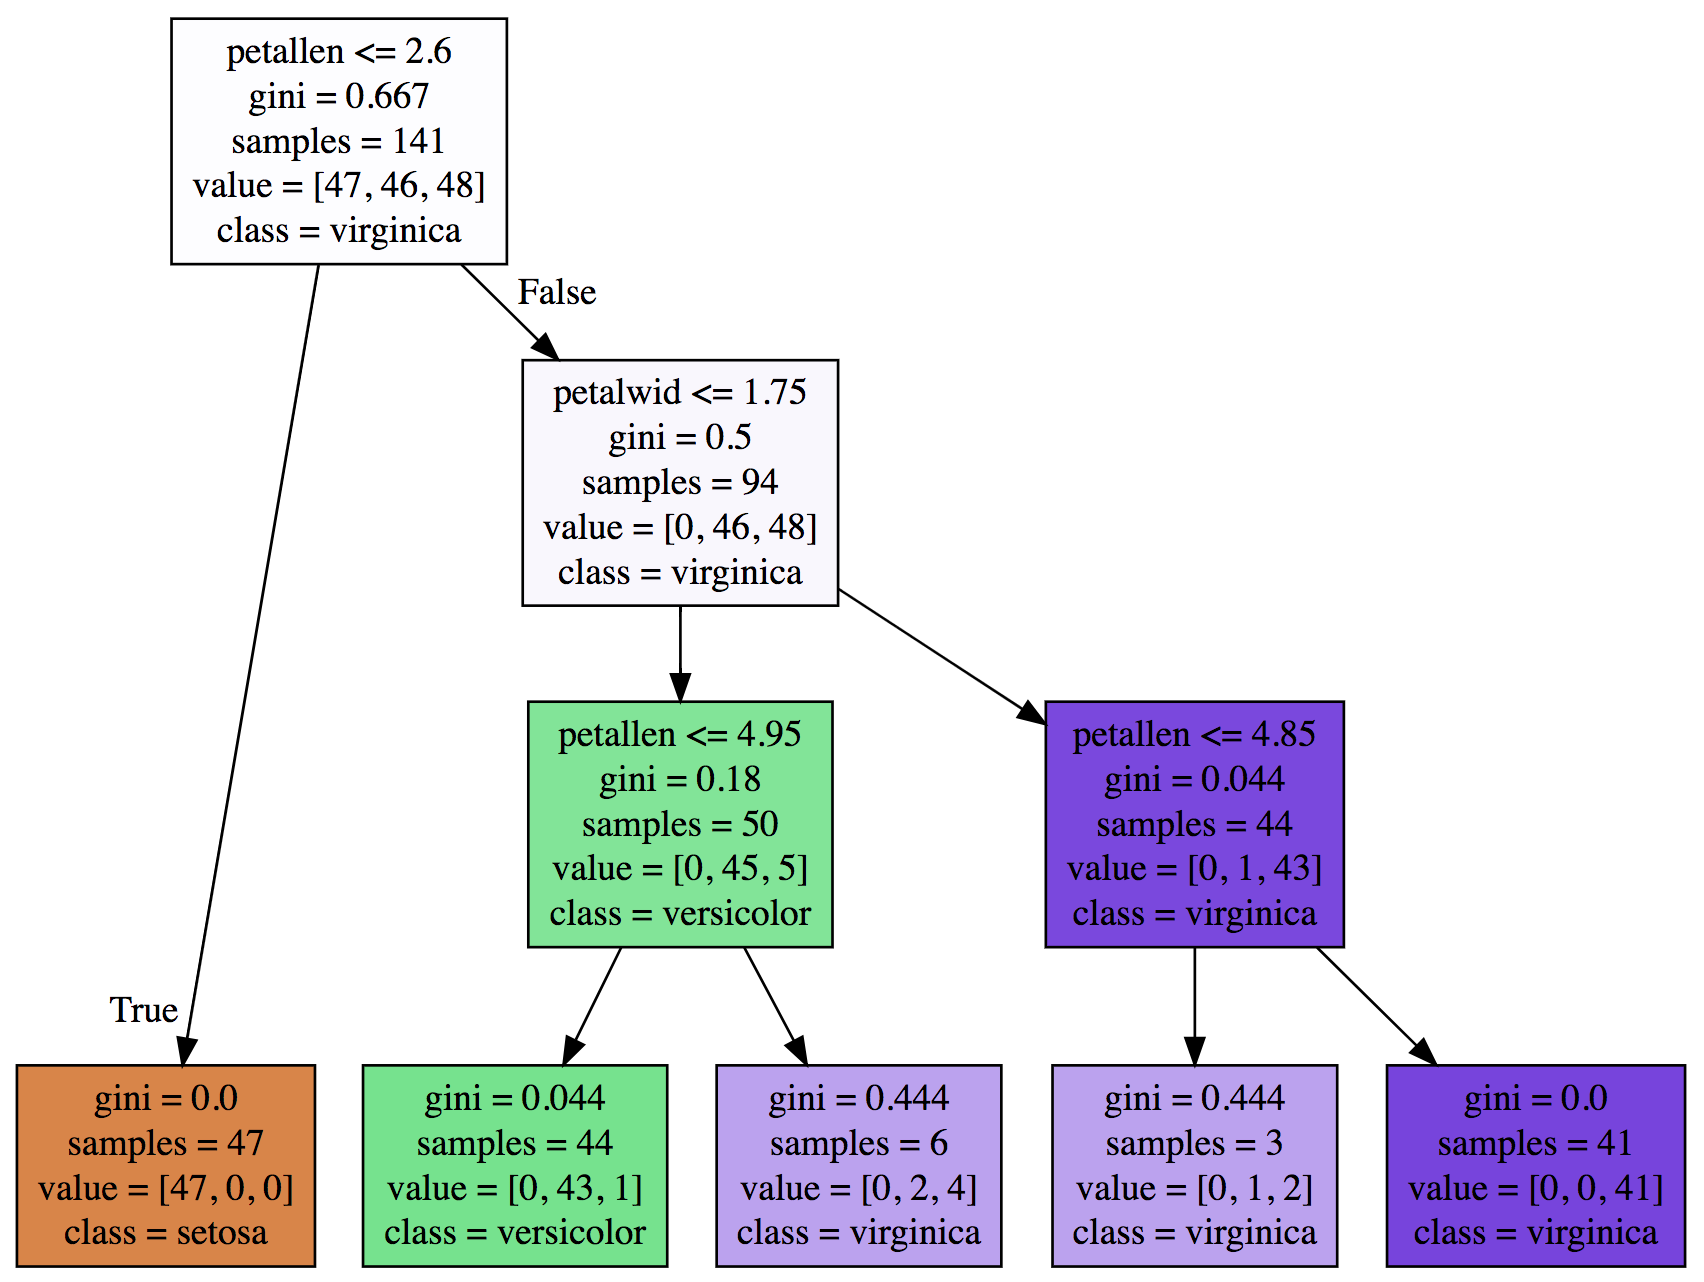 petallen <= 2.6
gini = 0.667
samples = 141
value = [47, 46, 48]
class = virginica
False
petalwid <= 1.75
gini = 0.5
samples = 94
value = [0, 46, 48]
class = virginica
petallen <= 4.95
gini = 0.18
samples = 50
value = [0, 45, 5]
class = versicolor
petallen <= 4.85
gini = 0.044
samples = 44
value = [0, 1, 43]
class = virginica
True
gini = 0.0
samples = 47
value = [47, 0, 0]
class = setosa
gini = 0.044
samples = 44
value = [0, 43, 1]
class = versicolor
gini = 0.444
samples = 6
value = [0, 2, 4]
class = virginica
gini = 0.444
samples = 3
value = [0, 1, 2]
class = virginica
gini = 0.0
samples = 41
value = [0, 0, 41]
class = virginica